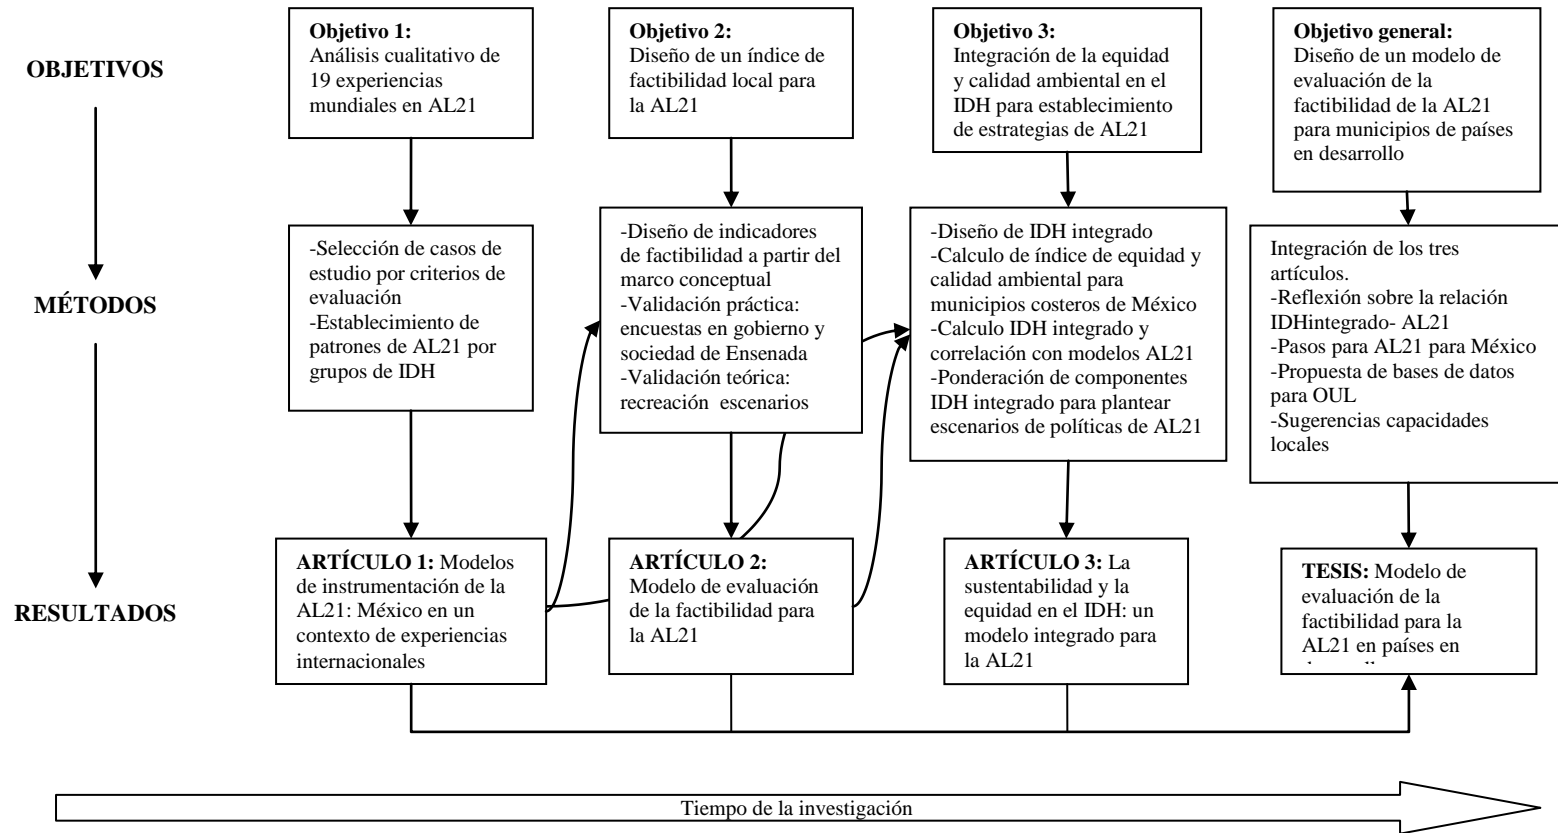 OBJETIVOS
Objetivo 1:
Análisis cualitativo de
19 experiencias
mundiales en AL21
Objetivo 2:
Diseño de un índice de
factibilidad local para
la AL21
Objetivo 3:
Integración de la equidad
y calidad ambiental en el
IDH para establecimiento
de estrategias de AL21
Objetivo general:
Diseño de un modelo de
evaluación de la
factibilidad de la AL21
para municipios de países
en desarrollo
MÉTODOS
-Selección de casos de
estudio por criterios de
evaluación
-Establecimiento de
patrones de AL21 por
grupos de IDH
-Diseño de indicadores
de factibilidad a partir del
marco conceptual
-Validación práctica:
encuestas en gobierno y
sociedad de Ensenada
-Validación teórica:
recreación escenarios
-Diseño de IDH integrado
-Calculo de índice de equidad y
calidad ambiental para
municipios costeros de México
-Calculo IDH integrado y
correlación con modelos AL21
-Ponderación de componentes
IDH integrado para plantear
escenarios de políticas de AL21
Integración de los tres
artículos.
-Reflexión sobre la relación
IDHintegrado- AL21
-Pasos para AL21 para México
-Propuesta de bases de datos
para OUL
-Sugerencias capacidades
locales
RESULTADOS
ARTÍCULO 1: Modelos
de instrumentación de la
AL21: México en un
contexto de experiencias
internacionales
ARTÍCULO 2:
Modelo de evaluación
de la factibilidad para
la AL21
ARTÍCULO 3: La
sustentabilidad y la
equidad en el IDH: un
modelo integrado para
la AL21
TESIS: Modelo de
evaluación de la
factibilidad para la
AL21 en países en
Tiempo de la investigación